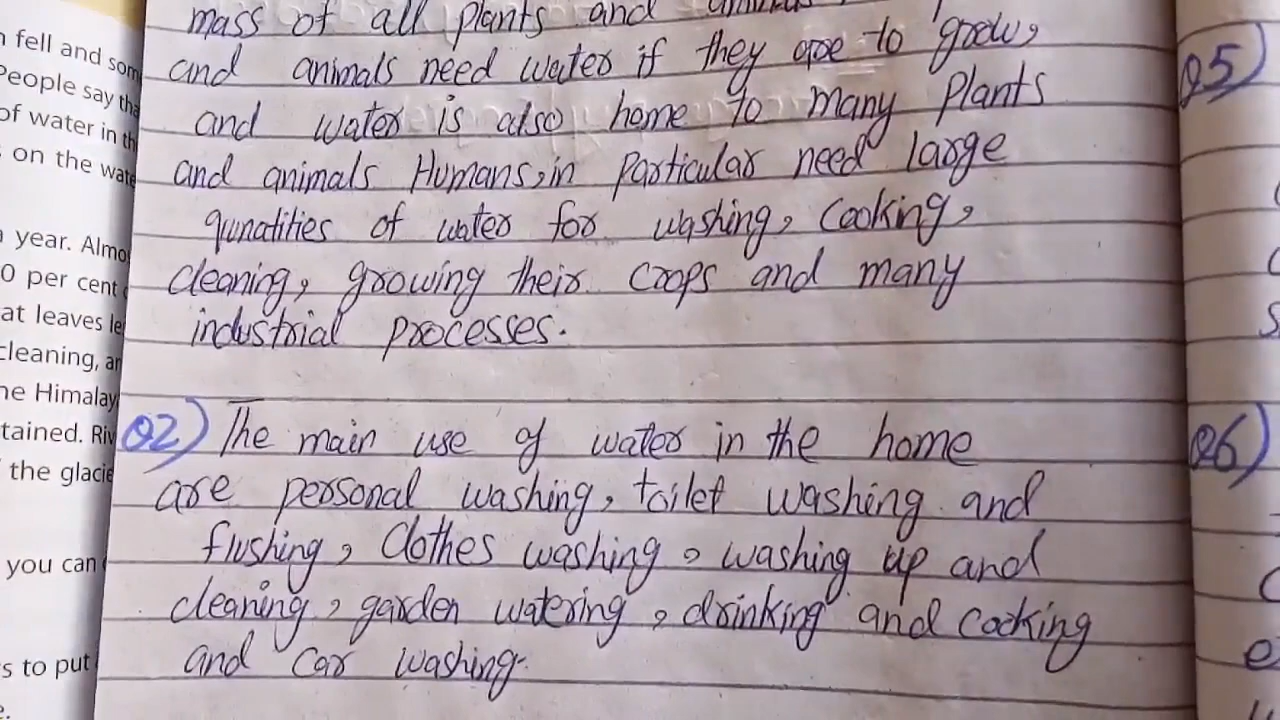 fell and som
People say tha
of water in th
on the wate
year. Almo
0 per cent
at leaves le
cleaning, an
he Himalay
tained. Riv
the glacie
you can
s to put
mass of all plants and
and animals need water if they are to grow,
and water is also home to many Plants
and animals Humans, in particular need large
qunatities of water for washing, Cooking,
cleaning, growing their crops and many
industrial processes.
Q2) The main use of water in the home
are personal washing, toilet washing and
flushing, Clothes washing, washing up and
cleaning, garden watering, drinking and cooking
and car washing.
Q5)
Q6)